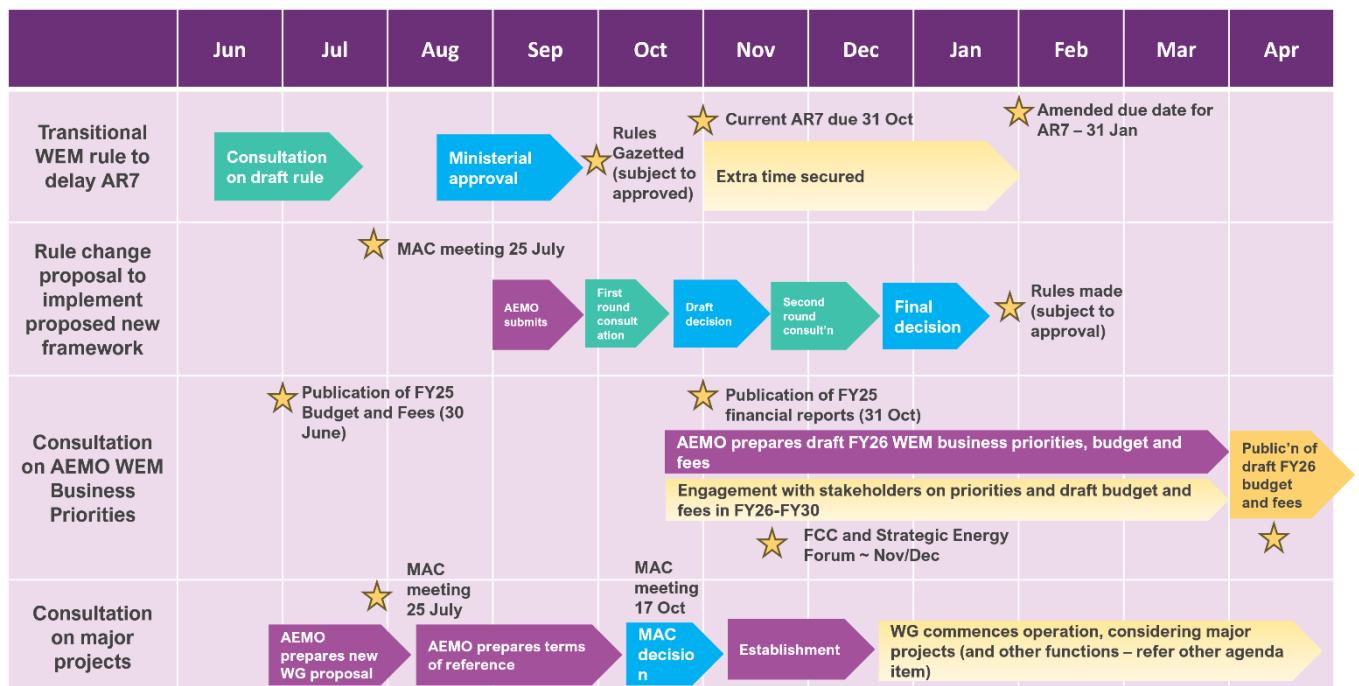 Jun Jul Aug Sep Oct Nov Dec Jan Feb Mar Apr
Transitional
WEM rule to
delay AR7
Consultation
on draft rule
Ministerial
approval
Rules
Gazetted
(subject to
approved)
Current AR7 due 31 Oct
Extra time secured
Amended due date for
AR7 – 31 Jan
Rule change
proposal to
implement
proposed new
framework
MAC meeting 25 July
AEMO
submits
First
round
consult
ation
Draft
decision
Second
round
consult'n
Final
decision
Rules made
(subject to
approval)
Consultation
on AEMO WEM
Business
Priorities
Publication of FY25
Budget and Fees (30
June)
Publication of FY25
financial reports (31 Oct)
AEMO prepares draft FY26 WEM business priorities, budget and
fees
Engagement with stakeholders on priorities and draft budget and
fees in FY26-FY30
Public'n of
draft FY26
budget
and fees
FCC and Strategic Energy
Forum ~ Nov/Dec
Consultation
on major
projects
MAC
meeting
25 July
MAC
meeting
17 Oct
AEMO
prepares new
WG proposal
AEMO prepares terms
of reference
MAC
decisio
n
Establishment
WG commences operation, considering major
projects (and other functions – refer other agenda
item)